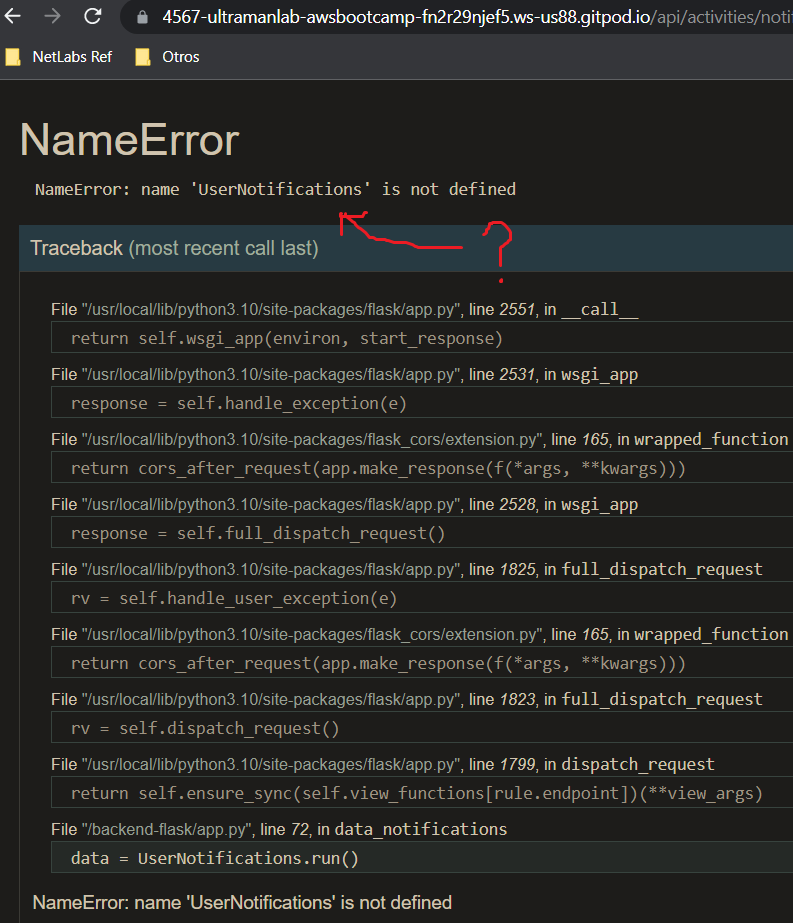 4567-ultramanlab-awsbootcamp-fn2r29njef5.ws-us88.gitpod.io/api/activities/noti
NetLabs Ref Otros
NameError
NameError: name 'UserNotifications' is not defined
?
Traceback (most recent call last)
File "/usr/local/lib/python3.10/site-packages/flask/app.py", line 2551, in __call__
return self.wsgi_app(environ, start_response)
File "/usr/local/lib/python3.10/site-packages/flask/app.py", line 2531, in wsgi_app
response = self.handle_exception(e)
File "/usr/local/lib/python3.10/site-packages/flask_cors/extension.py", line 165, in wrapped_function
return cors_after_request(app.make_response(f(*args, **kwargs)))
File "/usr/local/lib/python3.10/site-packages/flask/app.py", line 2528, in wsgi_app
response = self.full_dispatch_request()
File "/usr/local/lib/python3.10/site-packages/flask/app.py", line 1825, in full_dispatch_request
rv = self.handle_user_exception(e)
File "/usr/local/lib/python3.10/site-packages/flask_cors/extension.py", line 165, in wrapped_function
return cors_after_request(app.make_response(f(*args, **kwargs)))
File "/usr/local/lib/python3.10/site-packages/flask/app.py", line 1823, in full_dispatch_request
rv = self.dispatch_request()
File "/usr/local/lib/python3.10/site-packages/flask/app.py", line 1799, in dispatch_request
return self.ensure_sync(self.view_functions[rule.endpoint])(**view_args)
File "/backend-flask/app.py", line 72, in data_notifications
data = UserNotifications.run()
NameError: name 'UserNotifications' is not defined